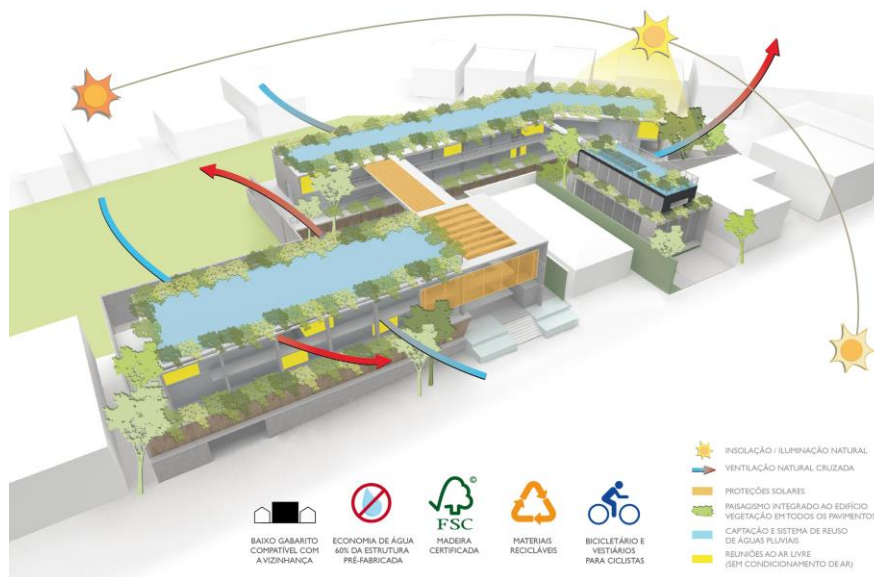 INSOLAÇÃO / ILUMINAÇÃO NATURAL
VENTILAÇÃO NATURAL CRUZADA
PROTEÇÕES SOLARES
PAISAGISMO INTEGRADO AO EDIFÍCIO
VEGETAÇÃO EM TODOS OS PAVIMENTOS
CAPTAÇÃO E SISTEMA DE REUSO
DE ÁGUAS PLUVIAIS
REUNIÕES AO AR LIVRE
(SEM CONDICIONAMENTO DE AR)
©
FSC
BAIXO GABARITO
COMPATÍVEL COM
A VIZINHANÇA
ECONOMIA DE ÁGUA
60% DA ESTRUTURA
PRÉ-FABRICADA
MADEIRA
CERTIFICADA
MATERIAIS
RECICLÁVEIS
BICICLETÁRIO E
VESTIÁRIOS
PARA CICLISTAS